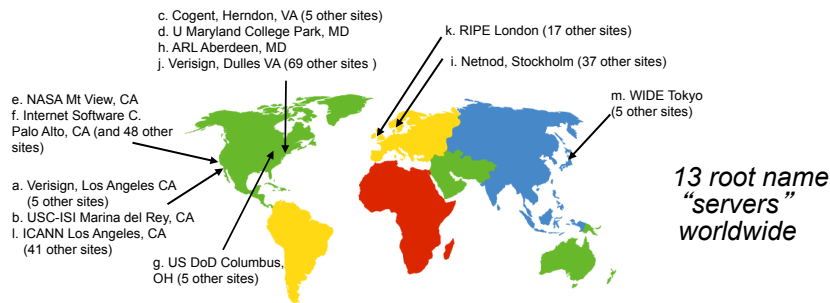 c. Cogent, Herndon, VA (5 other sites)
d. U Maryland College Park, MD
h. ARL Aberdeen, MD
j. Verisign, Dulles VA (69 other sites )
k. RIPE London (17 other sites)
i. Netnod, Stockholm (37 other sites)
e. NASA Mt View, CA
f. Internet Software C.
Palo Alto, CA (and 48 other
sites)
m. WIDE Tokyo
(5 other sites)
a. Verisign, Los Angeles CA
(5 other sites)
b. USC-ISI Marina del Rey, CA
l. ICANN Los Angeles, CA
(41 other sites)
g. US DoD Columbus,
OH (5 other sites)
13 root name
“servers”
worldwide